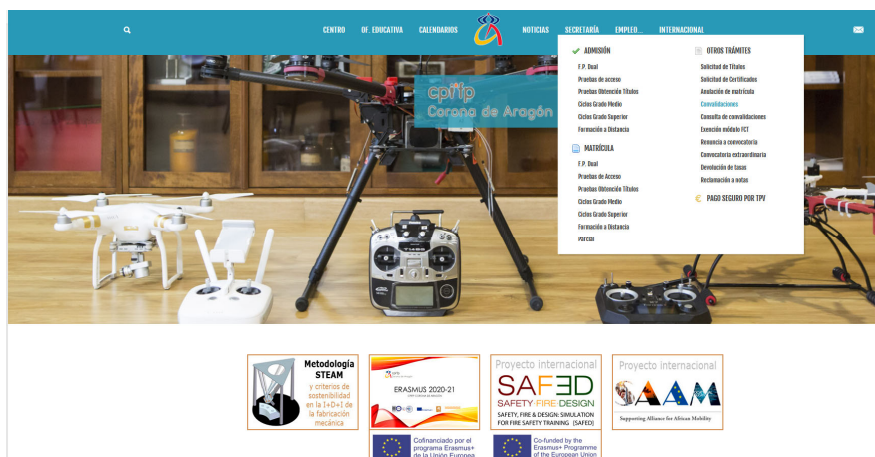 CENTRO OF. EDUCATIVA CALENDARIOS NOTICIAS SECRETARÍA EMPLEO... INTERNACIONAL
cpifp
Corona de Aragón
ADMISIÓN
F.P. Dual
Pruebas de acceso
Pruebas Obtención Títulos
Ciclos Grado Medio
Ciclos Grado Superior
Formación a Distancia
MATRÍCULA
F.P. Dual
Pruebas de Acceso
Pruebas Obtención Títulos
Ciclos Grado Medio
Ciclos Grado Superior
Formación a Distancia
Parcial
OTROS TRÁMITES
Solicitud de Títulos
Solicitud de Certificados
Anulación de matrícula
Convalidaciones
Consulta de convalidaciones
Exención módulo FCT
Renuncia a convocatoria
Convocatoria extraordinaria
Devolución de tasas
Reclamación a notas
€ PAGO SEGURO POR TPV
Metodología
STEAM
y criterios de
sostenibilidad
en la I+D+I de
la fabricación
mecánica
ERASMUS 2020-21
Proyecto internacional
SAFED
SAFETY·FIRE·DESIGN
SAFETY, FIRE & DESIGN: SIMULATION
FOR FIRE SAFETY TRAINING (SAFED)
Proyecto internacional
SAAM
Supporting Alliance for African Mobility
Cofinanciado por el
programa Erasmus+
de la Unión Europea
Co-funded by the
Erasmus+ Programme
of the European Union